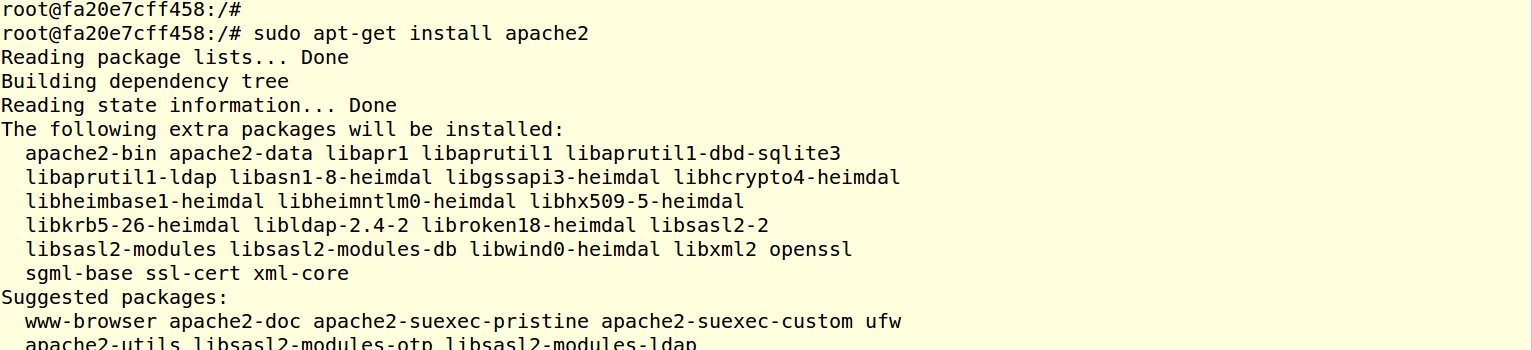 root@fa20e7cff458:/#
root@fa20e7cff458:/# sudo apt-get install apache2
Reading package lists... Done
Building dependency tree
Reading state information... Done
The following extra packages will be installed:
  apache2-bin apache2-data libapr1 libaprutil1 libaprutil1-dbd-sqlite3
  libaprutil1-ldap libasn1-8-heimdal libgssapi3-heimdal libhcrypto4-heimdal
  libheimbase1-heimdal libheimntlm0-heimdal libhx509-5-heimdal
  libkrb5-26-heimdal libldap-2.4-2 libroken18-heimdal libsasl2-2
  libsasl2-modules libsasl2-modules-db libwind0-heimdal libxml2 openssl
  sgml-base ssl-cert xml-core
Suggested packages:
  www-browser apache2-doc apache2-suexec-pristine apache2-suexec-custom ufw
  apache2-utils libsasl2-modules-otp libsasl2-modules-ldap